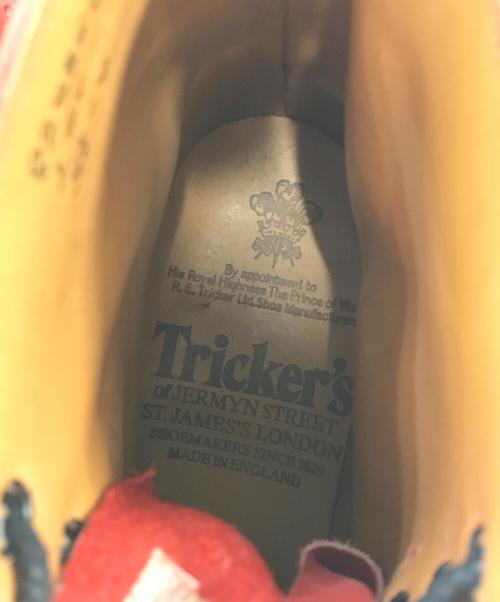 By appointment to
His Royal Highness The Prince of Wa
R.E. Tricker Ltd. Shoe Manufacturers
Tricker's
of JERMYN STREET
ST. JAMES'S LONDON
SHOEMAKERS SINCE 1829
MADE IN ENGLAND